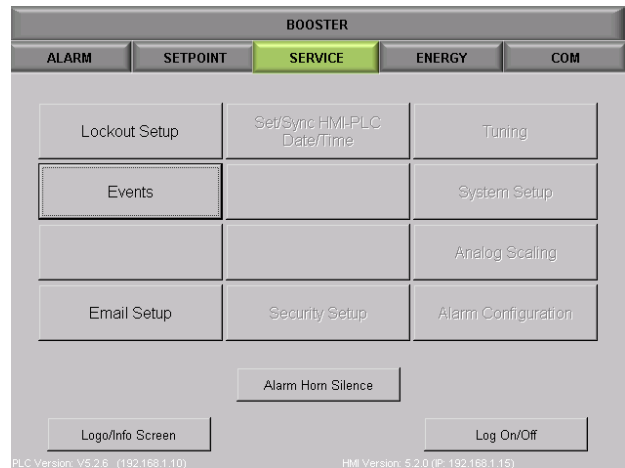 BOOSTER
ALARM SETPOINT SERVICE ENERGY COM
Lockout Setup
Set/Sync HMI-PLC
Date/Time
Tuning
Events
System Setup
Analog Scaling
Email Setup
Security Setup
Alarm Configuration
Alarm Horn Silence
Logo/Info Screen
Log On/Off
PLC Version: V5.2.6 (192.168.1.10)
HMI Version: 5.2.0 (IP: 192.168.1.15)